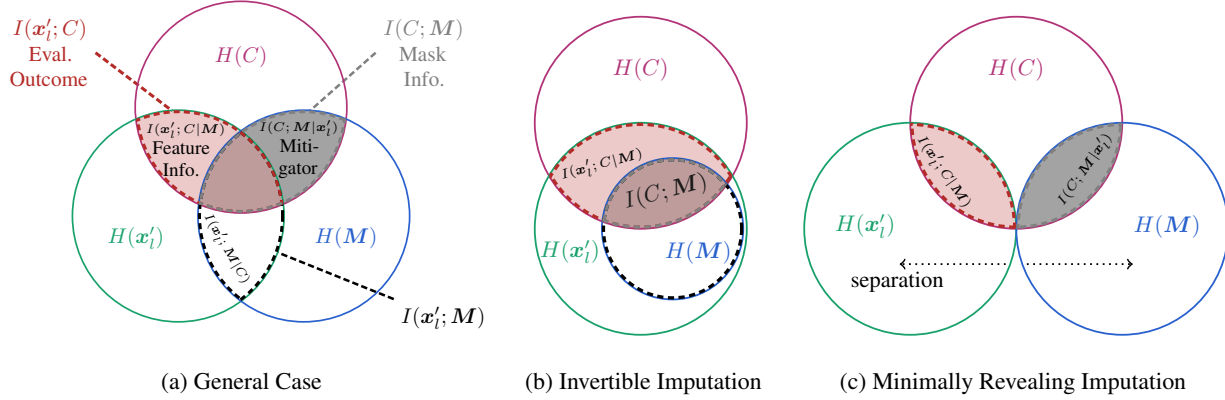 I(x′_l; C)
Eval.
Outcome
I(C; M)
Mask
Info.
H(C)
I(x′_l; C|M)
Feature
Info.
I(C; M|x′_l)
Miti-
gator
H(x′_l)
I(x′_l; M|C)
H(M)
I(x′_l; M)
(a) General Case
H(C)
I(x′_l; C|M)
I(C; M)
H(x′_l)
H(M)
(b) Invertible Imputation
H(C)
I(x′_l; C|M)
I(C; M|x′_l)
H(x′_l)
H(M)
separation
(c) Minimally Revealing Imputation